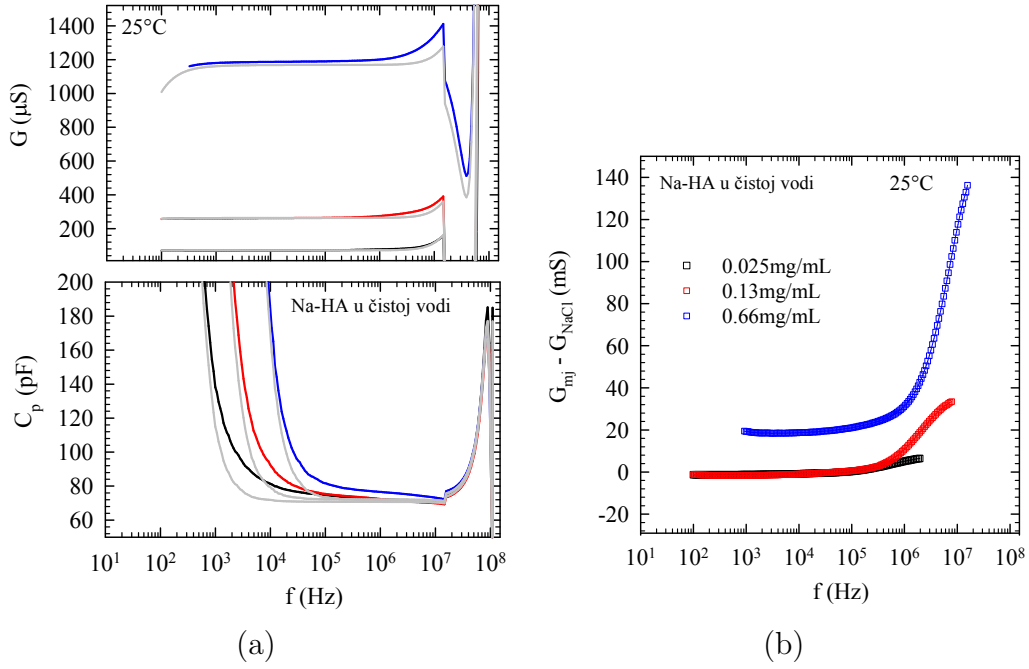 1400
1200
1000
800
600
400
200
G (µS)
25°C
200
180
160
140
120
100
80
60
C_p (pF)
Na-HA u čistoj vodi
10^1 10^2 10^3 10^4 10^5 10^6 10^7 10^8
f (Hz)
(a)
140
120
100
80
60
40
20
0
-20
G_mj - G_NaCl (mS)
Na-HA u čistoj vodi 25°C
0.025mg/mL
0.13mg/mL
0.66mg/mL
10^1 10^2 10^3 10^4 10^5 10^6 10^7 10^8
f (Hz)
(b)